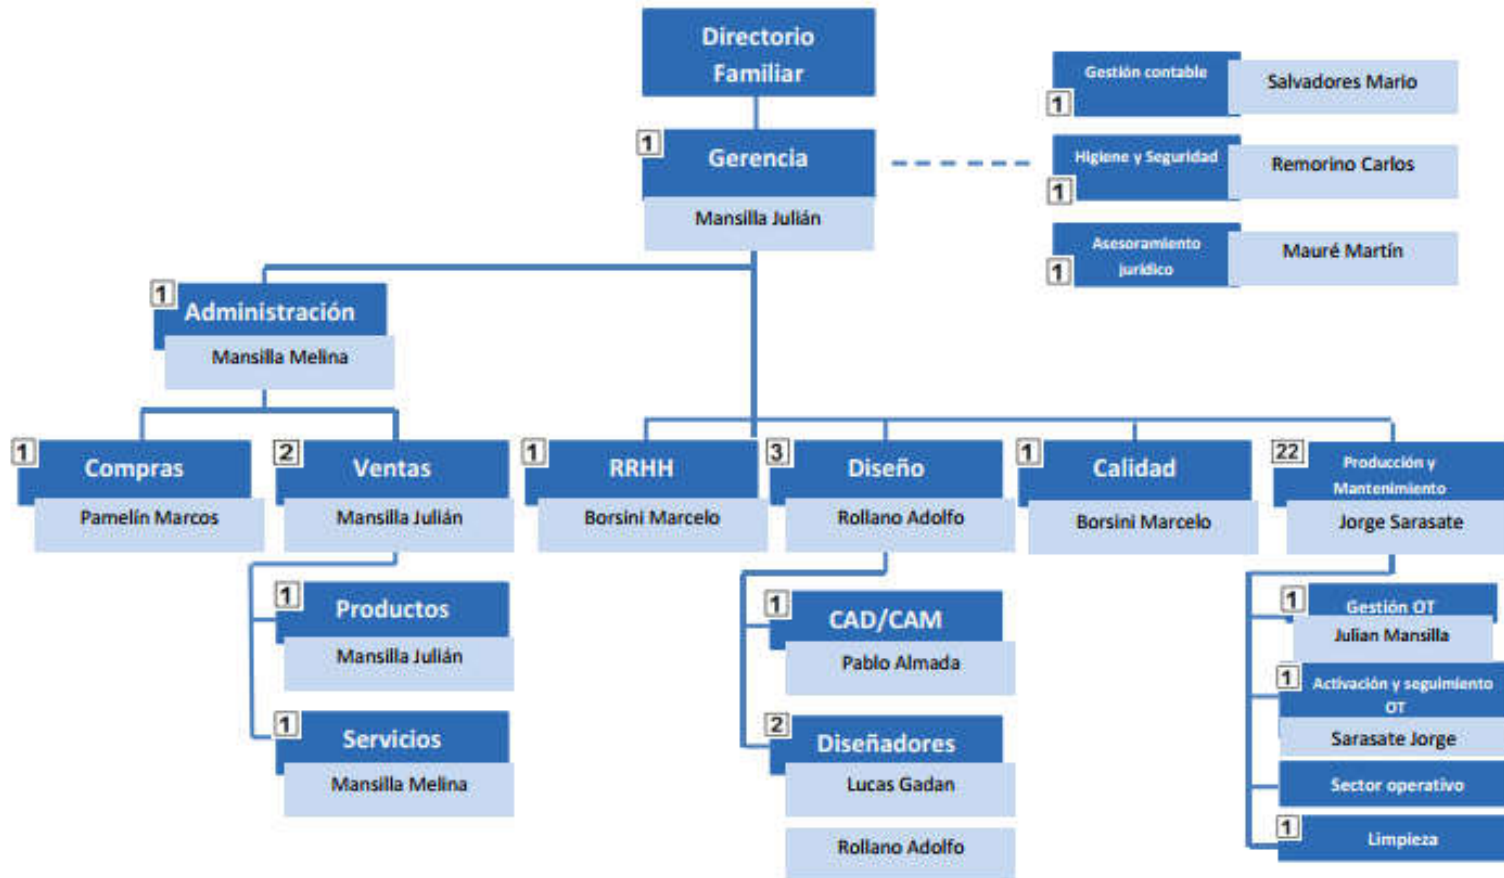 Directorio
Familiar
1
Gerencia
Mansilla Julián
Gestión contable
1
Salvadores Mario
Higiene y Seguridad
1
Remorino Carlos
Asesoramiento
jurídico
1
Mauré Martín
1
Administración
Mansilla Melina
1
Compras
Pamelín Marcos
2
Ventas
Mansilla Julián
1
Productos
Mansilla Julián
1
Servicios
Mansilla Melina
1
RRHH
Borsini Marcelo
3
Diseño
Rollano Adolfo
1
CAD/CAM
Pablo Almada
2
Diseñadores
Lucas Gadan
Rollano Adolfo
1
Calidad
Borsini Marcelo
22
Producción y
Mantenimiento
Jorge Sarasate
1
Gestión OT
Julian Mansilla
1
Activación y seguimiento
OT
Sarasate Jorge
Sector operativo
1
Limpieza